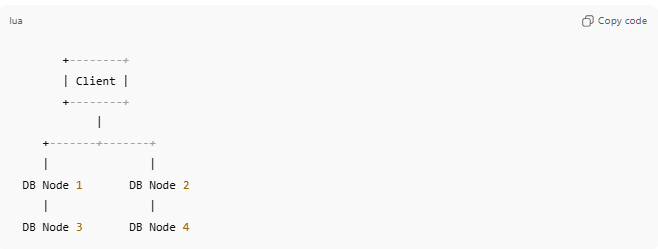 lua Copy code
+--------+
| Client |
+--------+
|
+-------+-------+
| |
DB Node 1 DB Node 2
| |
DB Node 3 DB Node 4